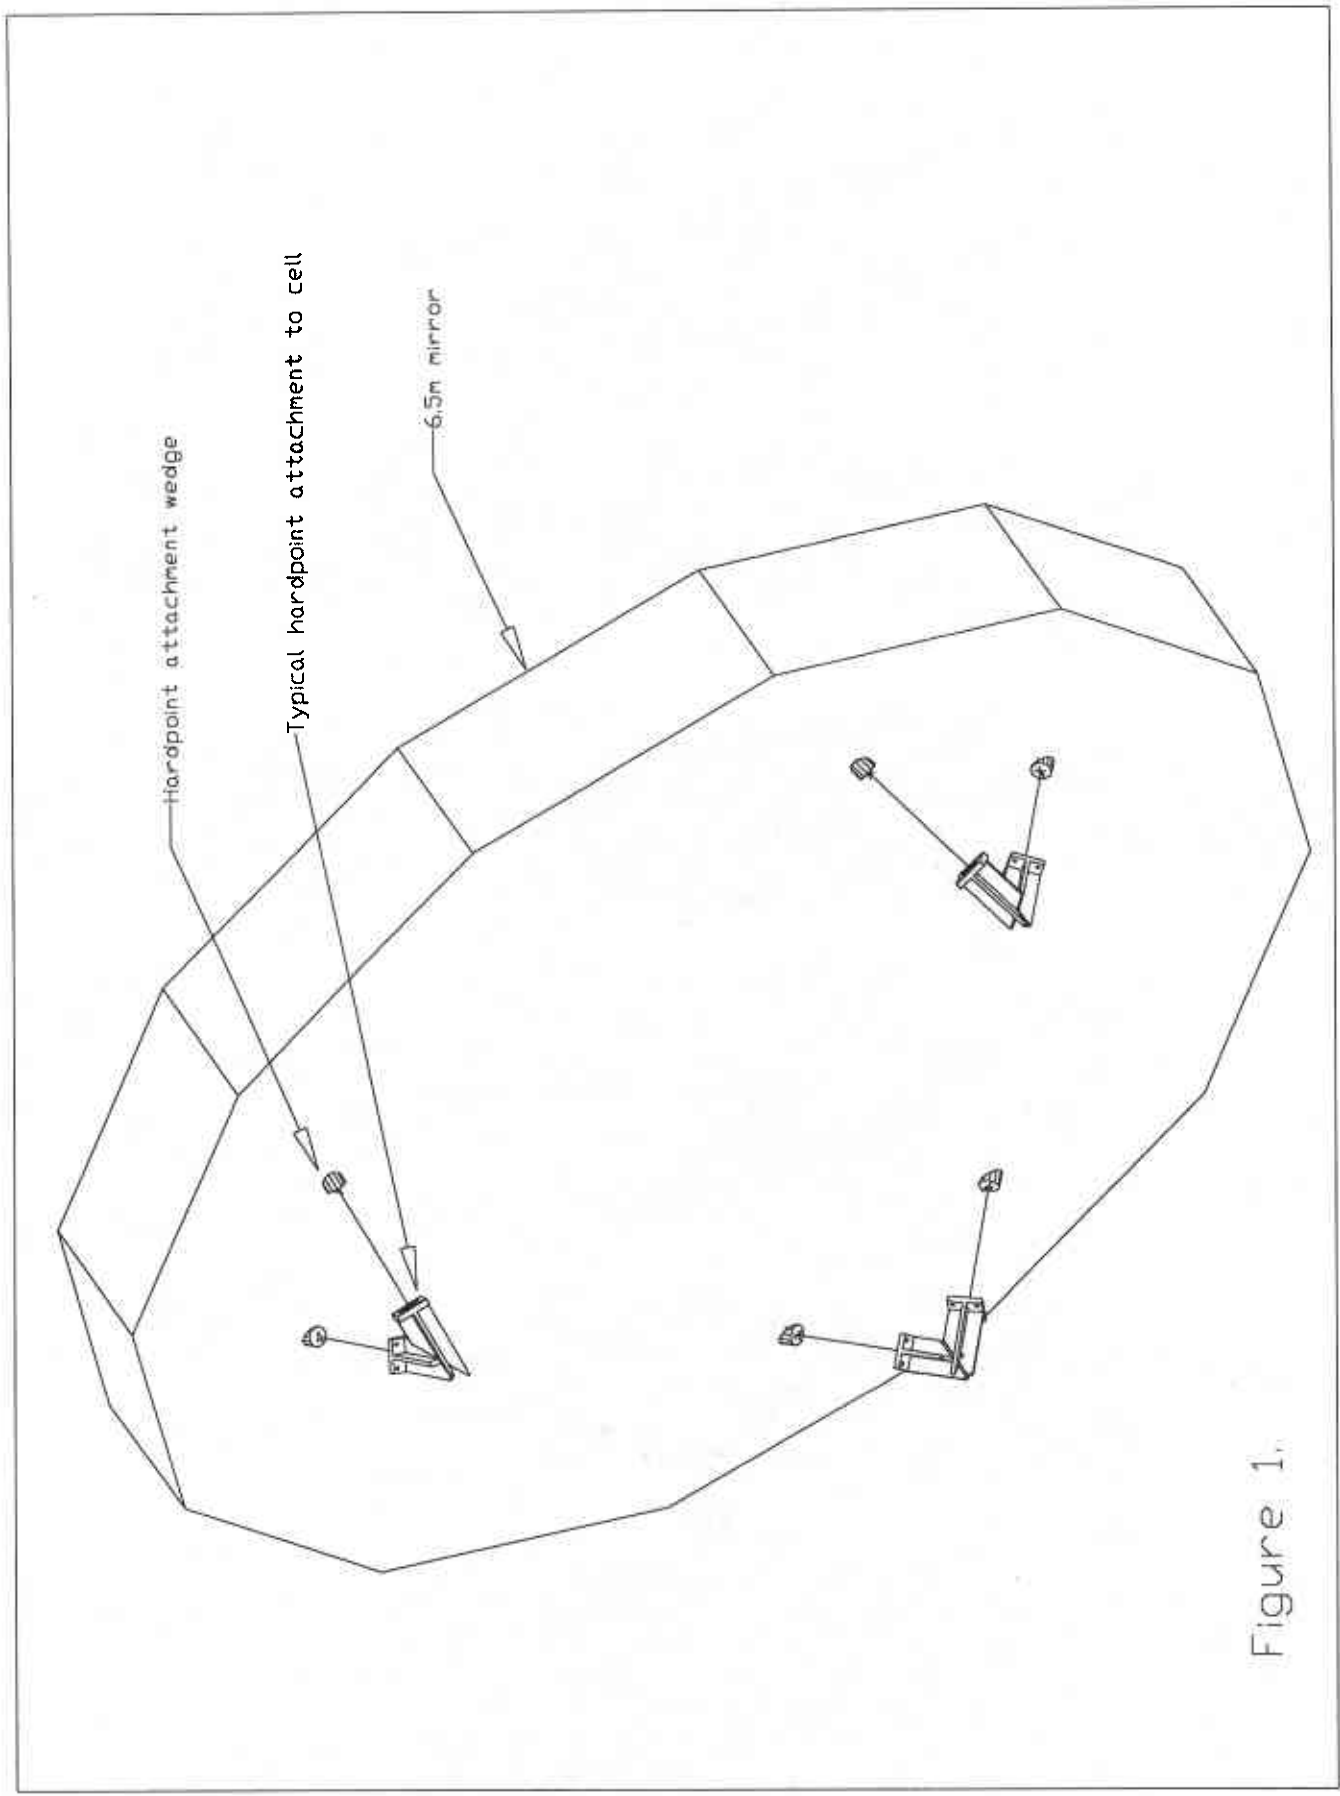 Hardpoint attachment wedge
Typical hardpoint attachment to cell
6.5m mirror
Figure 1.